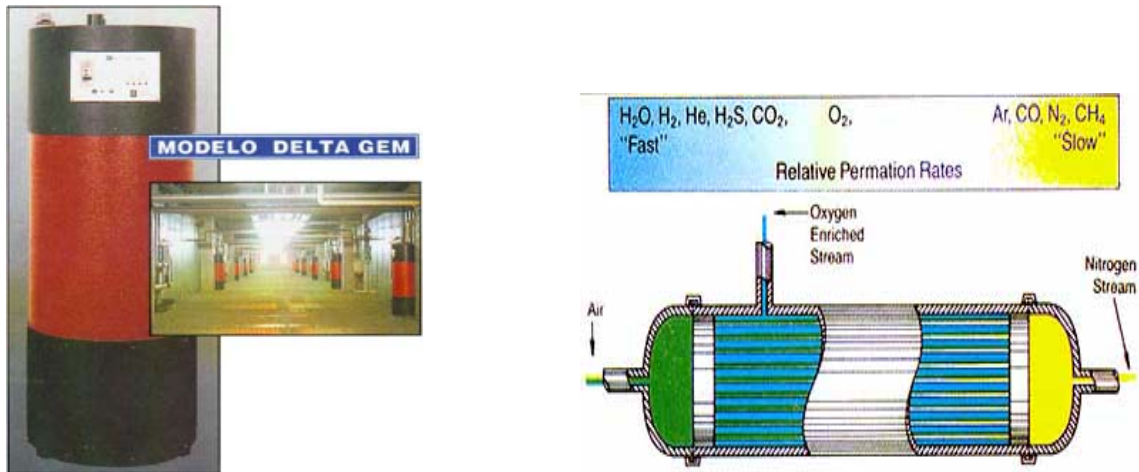 MODELO DELTA GEM
H₂O, H₂, He, H₂S, CO₂, O₂, Ar, CO, N₂, CH₄
"Fast" "Slow"
Relative Permation Rates
Oxygen
Enriched
Stream
Nitrogen
Stream
Air